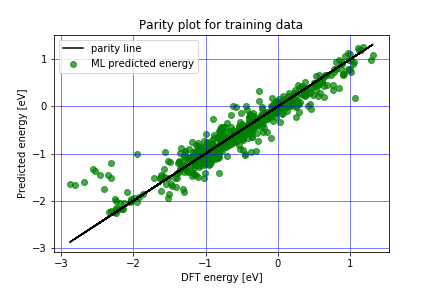 Parity plot for training data
parity line
ML predicted energy
Predicted energy [eV]
1
0
−1
−2
−3
−3
−2
−1
0
1
DFT energy [eV]